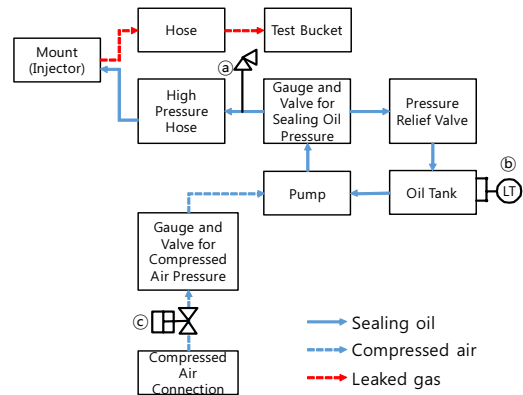 Hose
Test Bucket
Mount
(Injector)
ⓐ
High
Pressure
Hose
Gauge and
Valve for
Sealing Oil
Pressure
Pressure
Relief Valve
ⓑ
Pump
Oil Tank
LT
Gauge and
Valve for
Compressed
Air Pressure
ⓒ
Compressed
Air
Connection
Sealing oil
Compressed air
Leaked gas